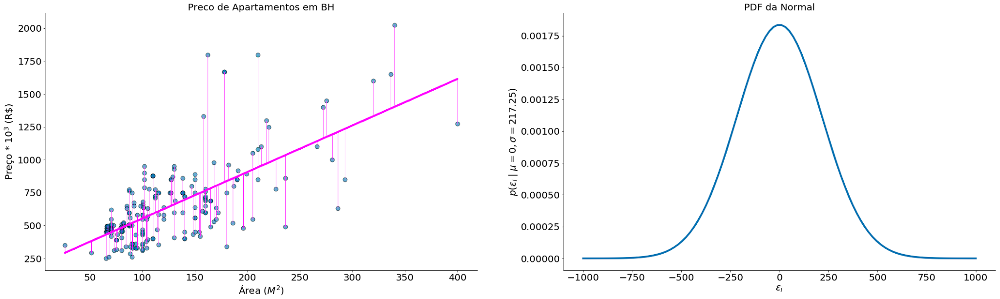 Preco de Apartamentos em BH
Preço * 10³ (R$)
2000
1750
1500
1250
1000
750
500
250
50 100 150 200 250 300 350 400
Área (M²)
PDF da Normal
p(εᵢ | μ = 0, σ = 217.25)
0.00175
0.00150
0.00125
0.00100
0.00075
0.00050
0.00025
0.00000
−1000 −750 −500 −250 0 250 500 750 1000
εᵢ